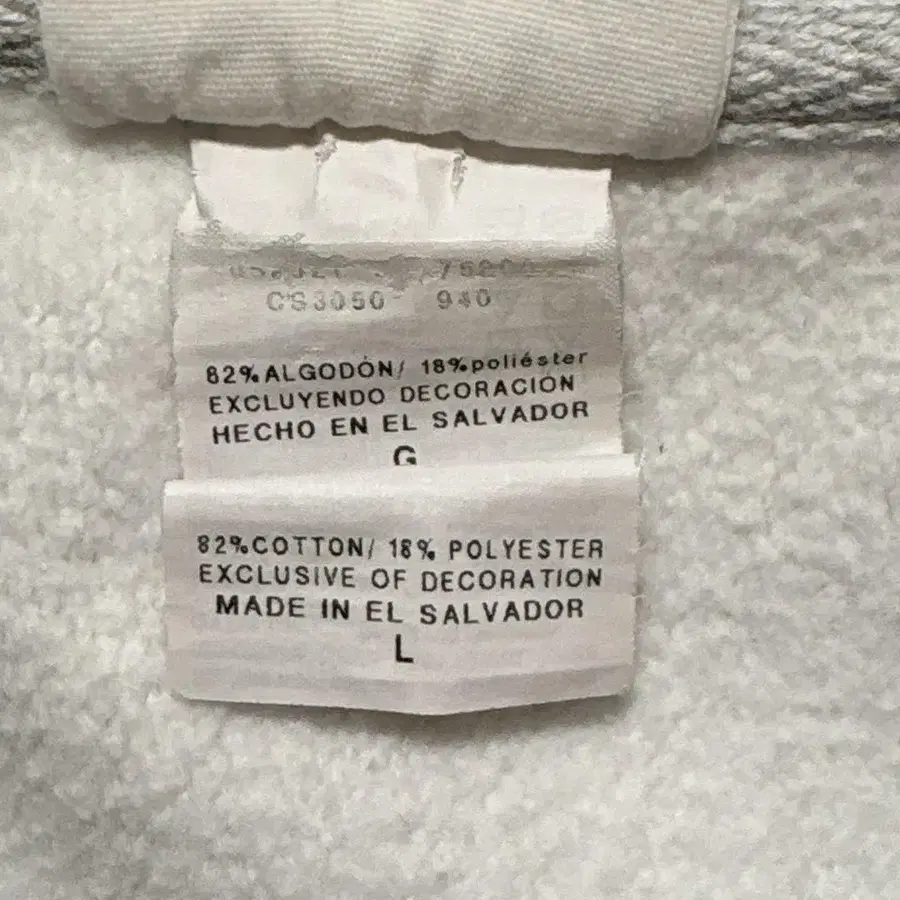 CS3050 940
82% ALGODÓN/ 18% poliéster
EXCLUYENDO DECORACIÓN
HECHO EN EL SALVADOR
G
82% COTTON/ 18% POLYESTER
EXCLUSIVE OF DECORATION
MADE IN EL SALVADOR
L